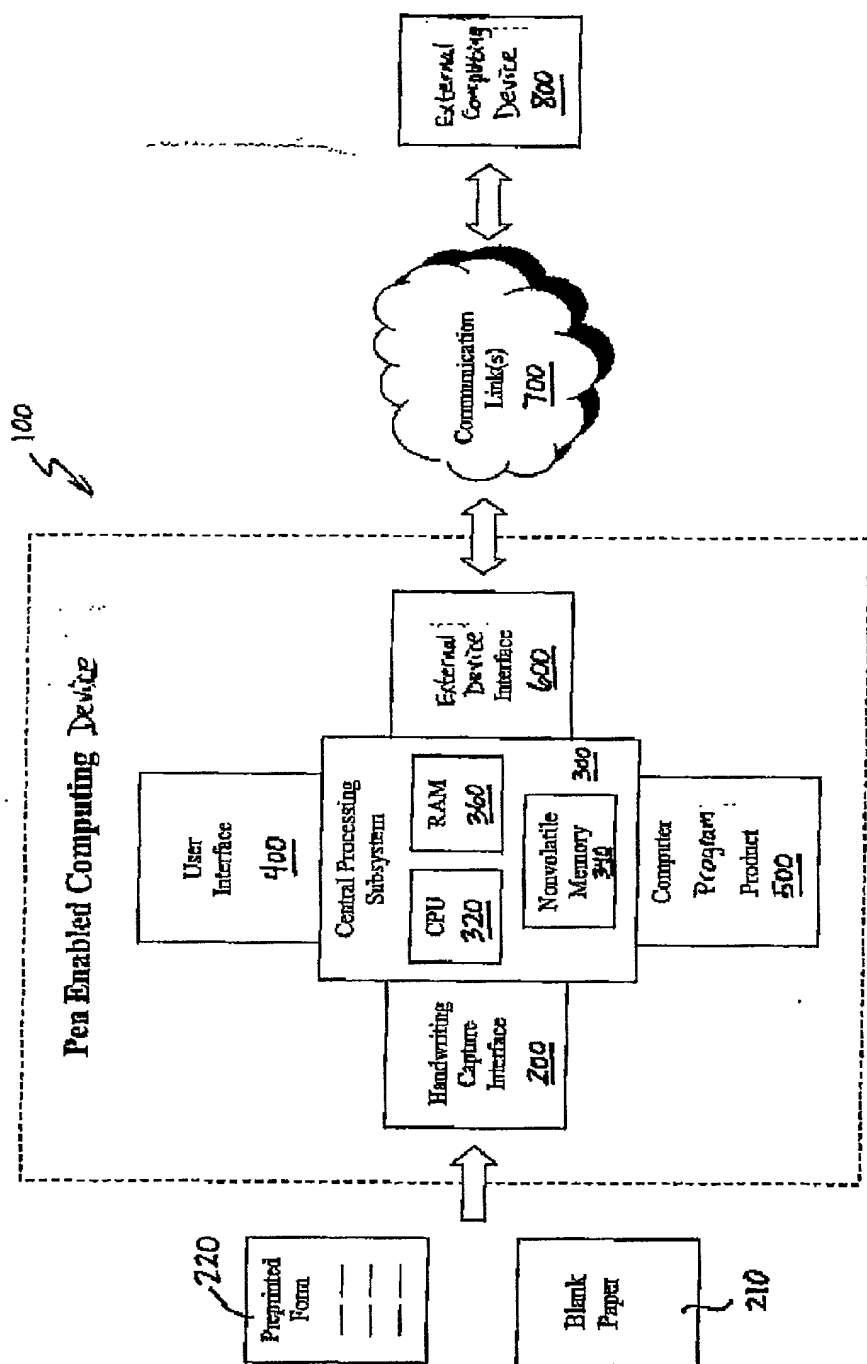 100
Pen Enabled Computing Device
220
Preprinted
Form
Blank
Paper
210
Handwriting
Capture
Interface
200
User
Interface
400
Central Processing
Subsystem
CPU
320
RAM
360
Nonvolatile
Memory
340
300
Computer
Program
Product
500
External
Device
Interface
600
Communication
Link(s)
700
External
Computing
Device
800